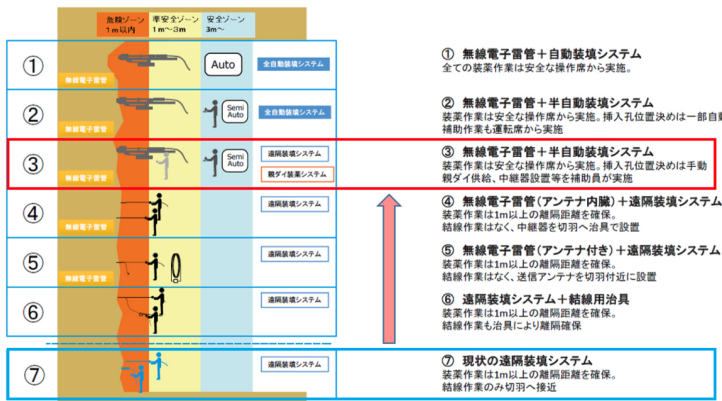 危険ゾーン
1m以内
準安全ゾーン
1m～3m
安全ゾーン
3m～
①
無線電子雷管
Auto
全自動装填システム
① 無線電子雷管＋自動装填システム
全ての装薬作業は安全な操作席から実施。
②
無線電子雷管
Semi
Auto
全自動装填システム
② 無線電子雷管＋半自動装填システム
装薬作業は安全な操作席から実施。挿入孔位置決めは一部自動
補助作業も運転席から実施
③
無線電子雷管
Semi
Auto
遠隔装填システム
親ダイ装薬システム
③ 無線電子雷管＋半自動装填システム
装薬作業は安全な操作席から実施。挿入孔位置決めは手動
親ダイ供給、中継器設置等を補助員が実施
④
無線電子雷管
遠隔装填システム
④ 無線電子雷管(アンテナ内臓)＋遠隔装填システム
装薬作業は1m以上の離隔距離を確保。
結線作業はなく、中継器を切羽へ治具で設置
⑤
無線電子雷管
遠隔装填システム
⑤ 無線電子雷管(アンテナ付き)＋遠隔装填システム
装薬作業は1m以上の離隔距離を確保。
結線作業はなく、送信アンテナを切羽付近に設置
⑥
遠隔装填システム
⑥ 遠隔装填システム＋結線用治具
装薬作業は1m以上の離隔距離を確保。
結線作業も治具により離隔確保
⑦
遠隔装填システム
⑦ 現状の遠隔装填システム
装薬作業は1m以上の離隔距離を確保。
結線作業のみ切羽へ接近